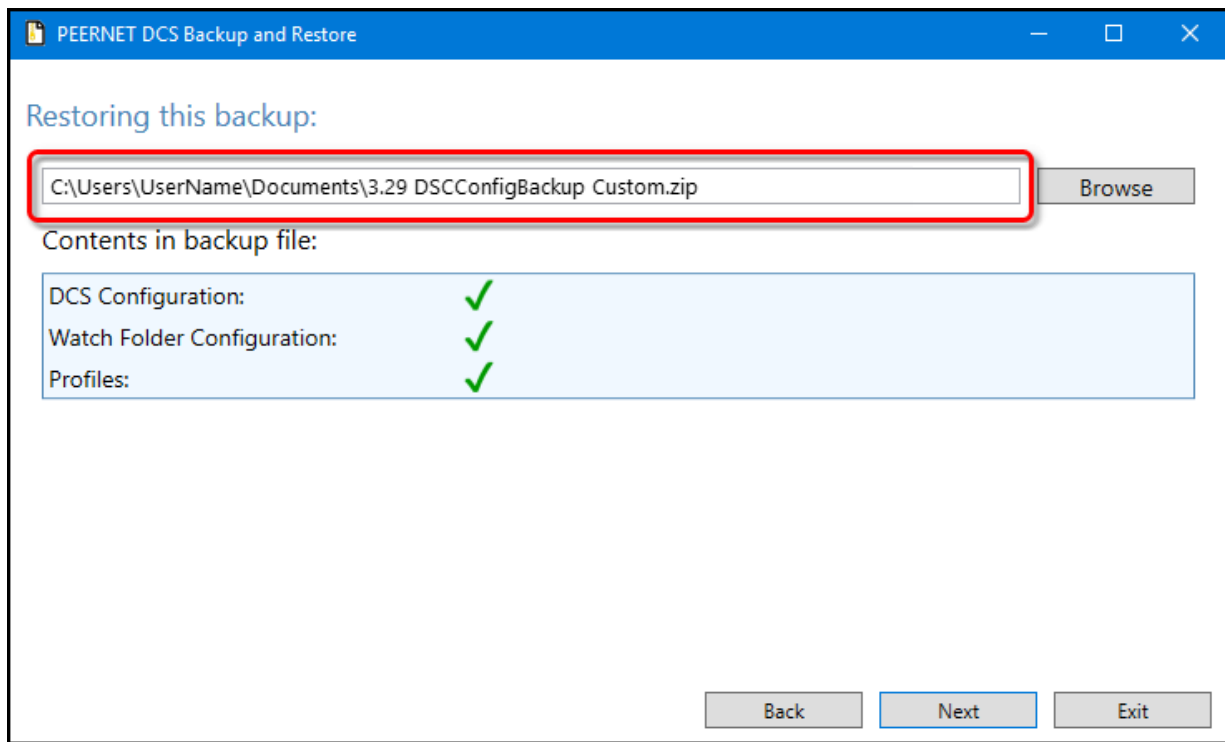 PEERNET DCS Backup and Restore
Restoring this backup:
C:\Users\UserName\Documents\3.29 DSCConfigBackup Custom.zip
Browse
Contents in backup file:
DCS Configuration:
Watch Folder Configuration:
Profiles:
Back Next Exit